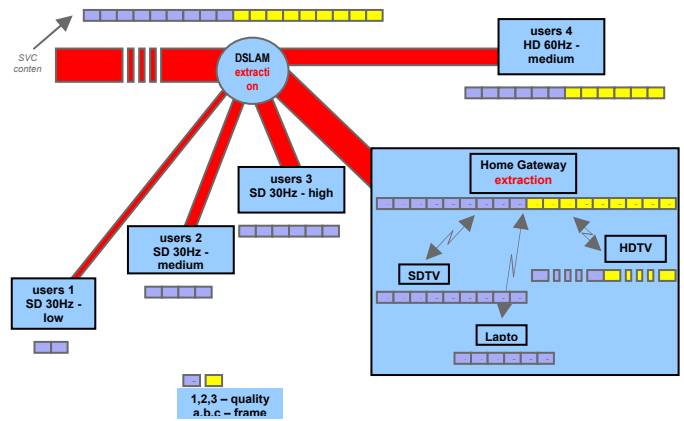 SVC
conten
DSLAM
extracti
on
users 4
HD 60Hz -
medium
users 3
SD 30Hz - high
users 2
SD 30Hz -
medium
users 1
SD 30Hz -
low
Home Gateway
extraction
SDTV
HDTV
Lapto
1,2,3 – quality
a,b,c – frame